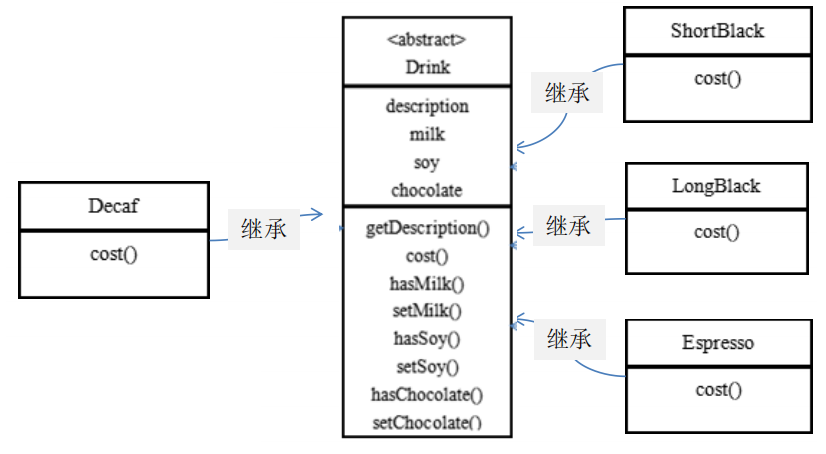 Decaf
cost()
继承
<abstract>
Drink
description
milk
soy
chocolate
getDescription()
cost()
hasMilk()
setMilk()
hasSoy()
setSoy()
hasChocolate()
setChocolate()
继承
继承
继承
ShortBlack
cost()
LongBlack
cost()
Espresso
cost()